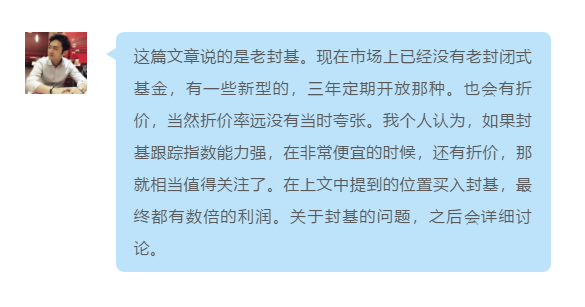 这篇文章说的是老封基。现在市场上已经没有老封闭式
基金，有一些新型的，三年定期开放那种。也会有折
价，当然折价率远没有当时夸张。我个人认为，如果封
基跟踪指数能力强，在非常便宜的时候，还有折价，那
就相当值得关注了。在上文中提到的位置买入封基，最
终都有数倍的利润。关于封基的问题，之后会详细讨
论。